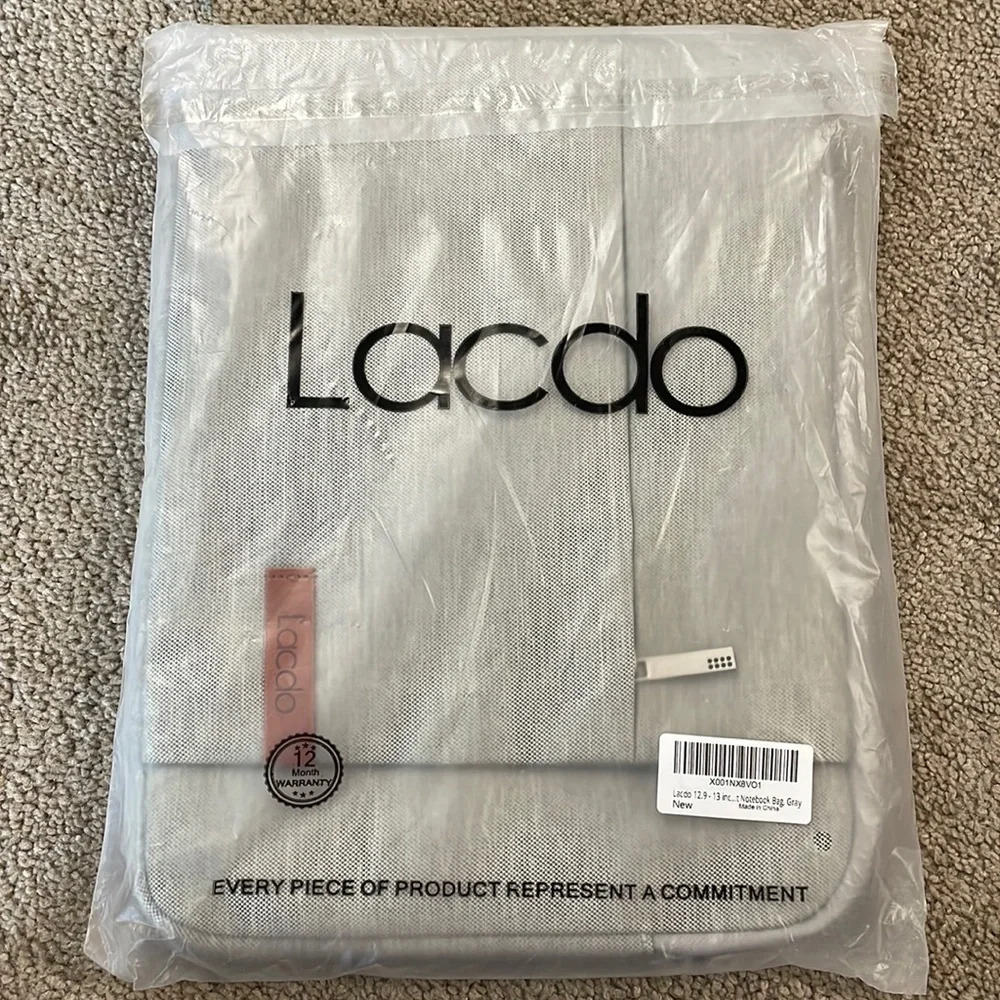 Lacdo
Lacdo
12
Month
WARRANTY
X001NX8VO1
Lacdo 12.9 - 13 inc...t Notebook Bag, Gray
New
Made in China
EVERY PIECE OF PRODUCT REPRESENT A COMMITMENT